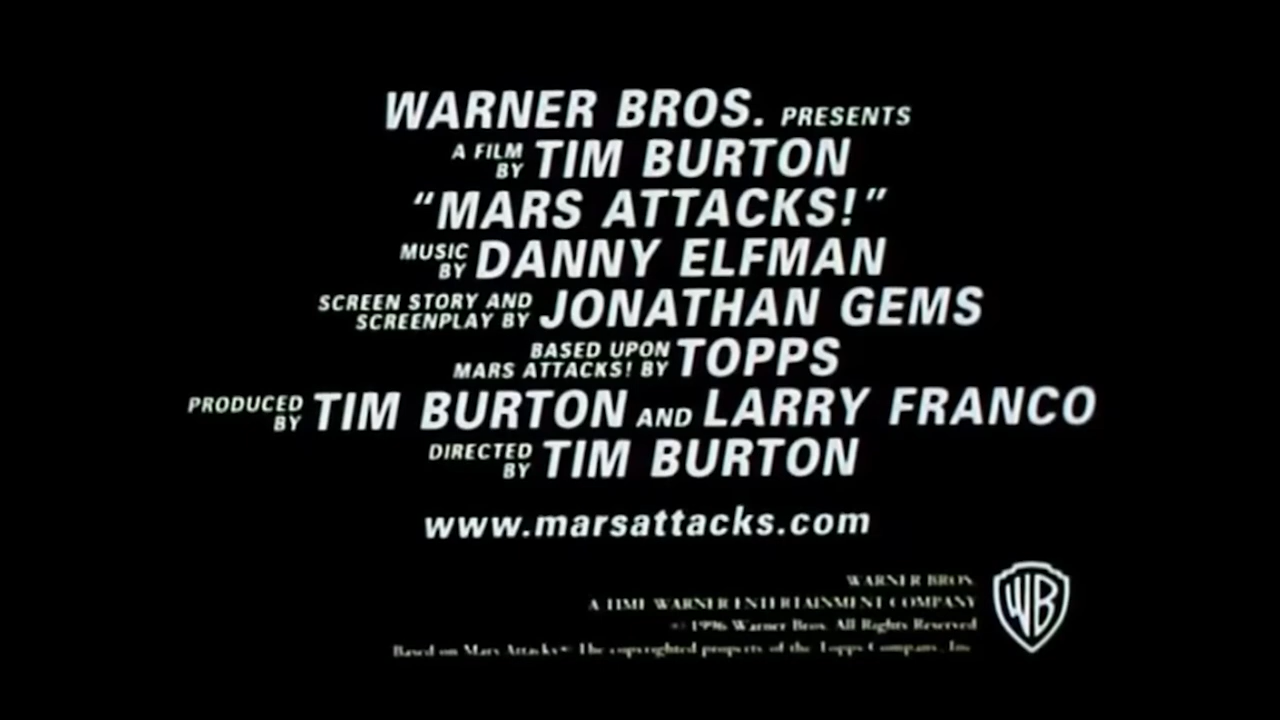 WARNER BROS. PRESENTS
A FILM BY TIM BURTON
"MARS ATTACKS!"
MUSIC BY DANNY ELFMAN
SCREEN STORY AND SCREENPLAY BY JONATHAN GEMS
BASED UPON MARS ATTACKS! BY TOPPS
PRODUCED BY TIM BURTON AND LARRY FRANCO
DIRECTED BY TIM BURTON
www.marsattacks.com
WARNER BROS.
A TIME WARNER ENTERTAINMENT COMPANY
© 1996 Warner Bros. All Rights Reserved
Based on Mars Attacks™ The copyrighted property of the Topps Company, Inc.
WB